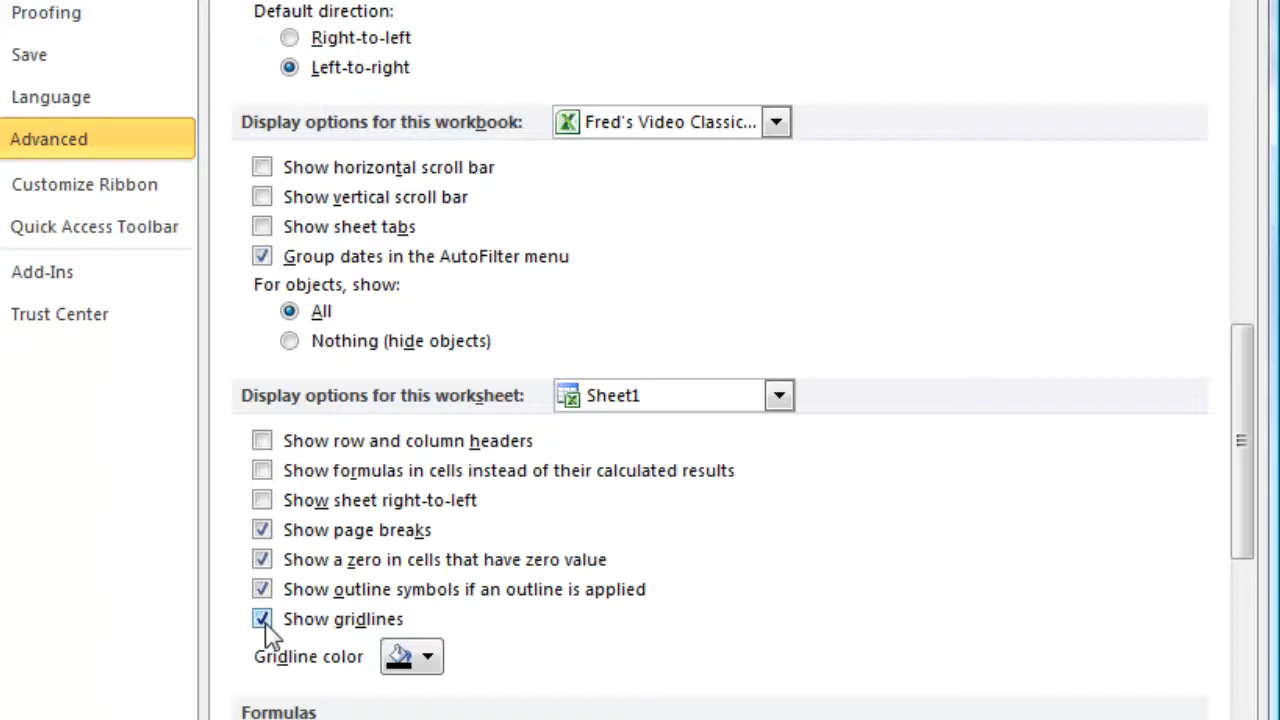 Proofing
Save
Language
Advanced
Customize Ribbon
Quick Access Toolbar
Add-Ins
Trust Center
Default direction:
Right-to-left
Left-to-right
Display options for this workbook: Fred's Video Classic...
Show horizontal scroll bar
Show vertical scroll bar
Show sheet tabs
Group dates in the AutoFilter menu
For objects, show:
All
Nothing (hide objects)
Display options for this worksheet: Sheet1
Show row and column headers
Show formulas in cells instead of their calculated results
Show sheet right-to-left
Show page breaks
Show a zero in cells that have zero value
Show outline symbols if an outline is applied
Show gridlines
Gridline color
Formulas